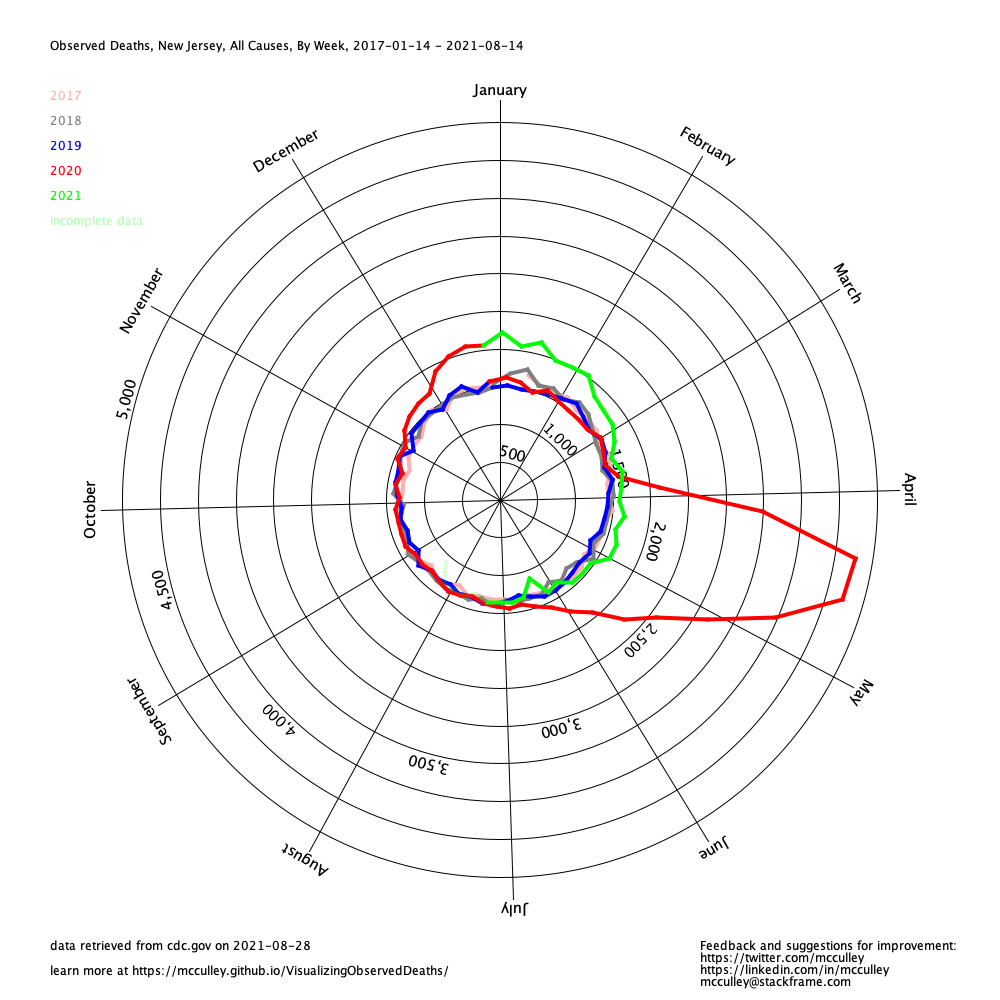 Observed Deaths, New Jersey, All Causes, By Week, 2017-01-14 - 2021-08-14
2017
2018
2019
2020
2021
incomplete data
January
February
March
April
May
June
July
August
September
October
November
December
500
1,000
1,500
2,000
2,500
3,000
3,500
4,000
4,500
5,000
data retrieved from cdc.gov on 2021-08-28
learn more at https://mcculley.github.io/VisualizingObservedDeaths/
Feedback and suggestions for improvement:
https://twitter.com/mcculley
https://linkedin.com/in/mcculley
mcculley@stackframe.com